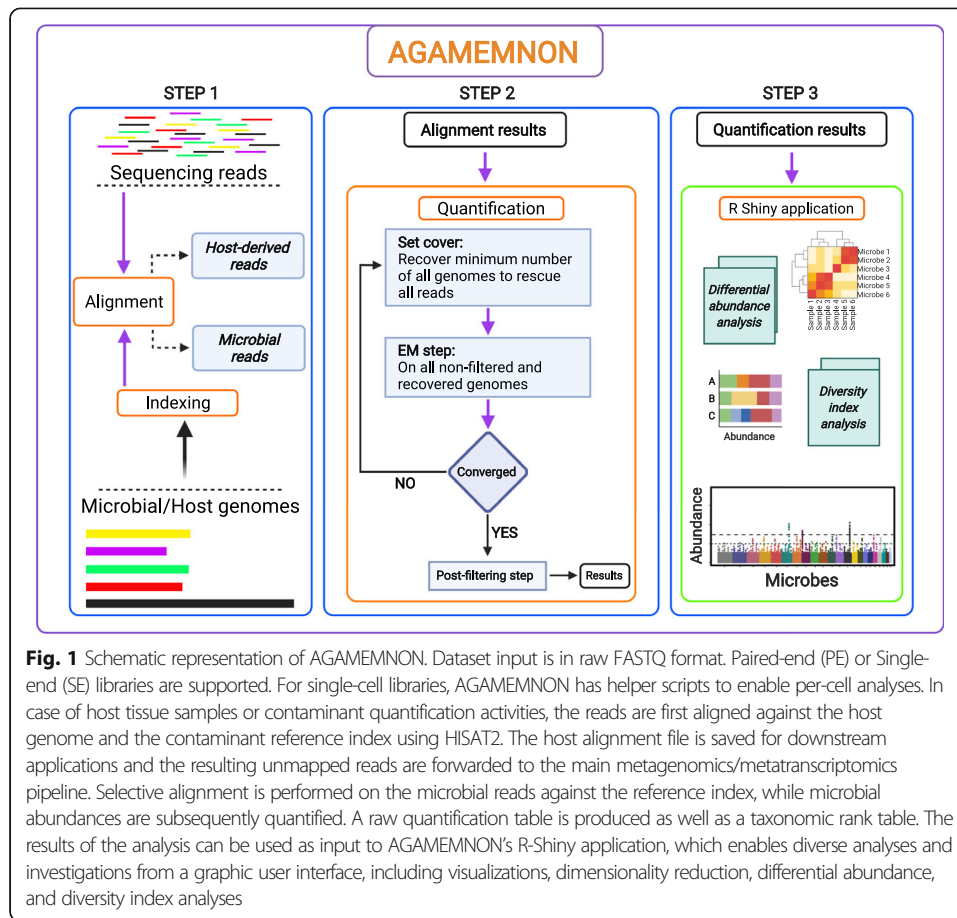 AGAMEMNON
STEP 1
Sequencing reads
Host-derived
reads
Alignment
Microbial
reads
Indexing
Microbial/Host genomes
STEP 2
Alignment results
Quantification
Set cover:
Recover minimum number
of all genomes to rescue
all reads
EM step:
On all non-filtered and
recovered genomes
Converged
NO
YES
Post-filtering step
Results
STEP 3
Quantification results
R Shiny application
Differential
abundance
analysis
Microbe 1
Microbe 2
Microbe 3
Microbe 4
Microbe 5
Microbe 6
Sample 1
Sample 2
Sample 3
Sample 4
Sample 5
Sample 6
A
B
C
Abundance
Diversity
index
analysis
Abundance
Microbes
Fig. 1 Schematic representation of AGAMEMNON. Dataset input is in raw FASTQ format. Paired-end (PE) or Single-
end (SE) libraries are supported. For single-cell libraries, AGAMEMNON has helper scripts to enable per-cell analyses. In
case of host tissue samples or contaminant quantification activities, the reads are first aligned against the host
genome and the contaminant reference index using HISAT2. The host alignment file is saved for downstream
applications and the resulting unmapped reads are forwarded to the main metagenomics/metatranscriptomics
pipeline. Selective alignment is performed on the microbial reads against the reference index, while microbial
abundances are subsequently quantified. A raw quantification table is produced as well as a taxonomic rank table. The
results of the analysis can be used as input to AGAMEMNON's R-Shiny application, which enables diverse analyses and
investigations from a graphic user interface, including visualizations, dimensionality reduction, differential abundance,
and diversity index analyses